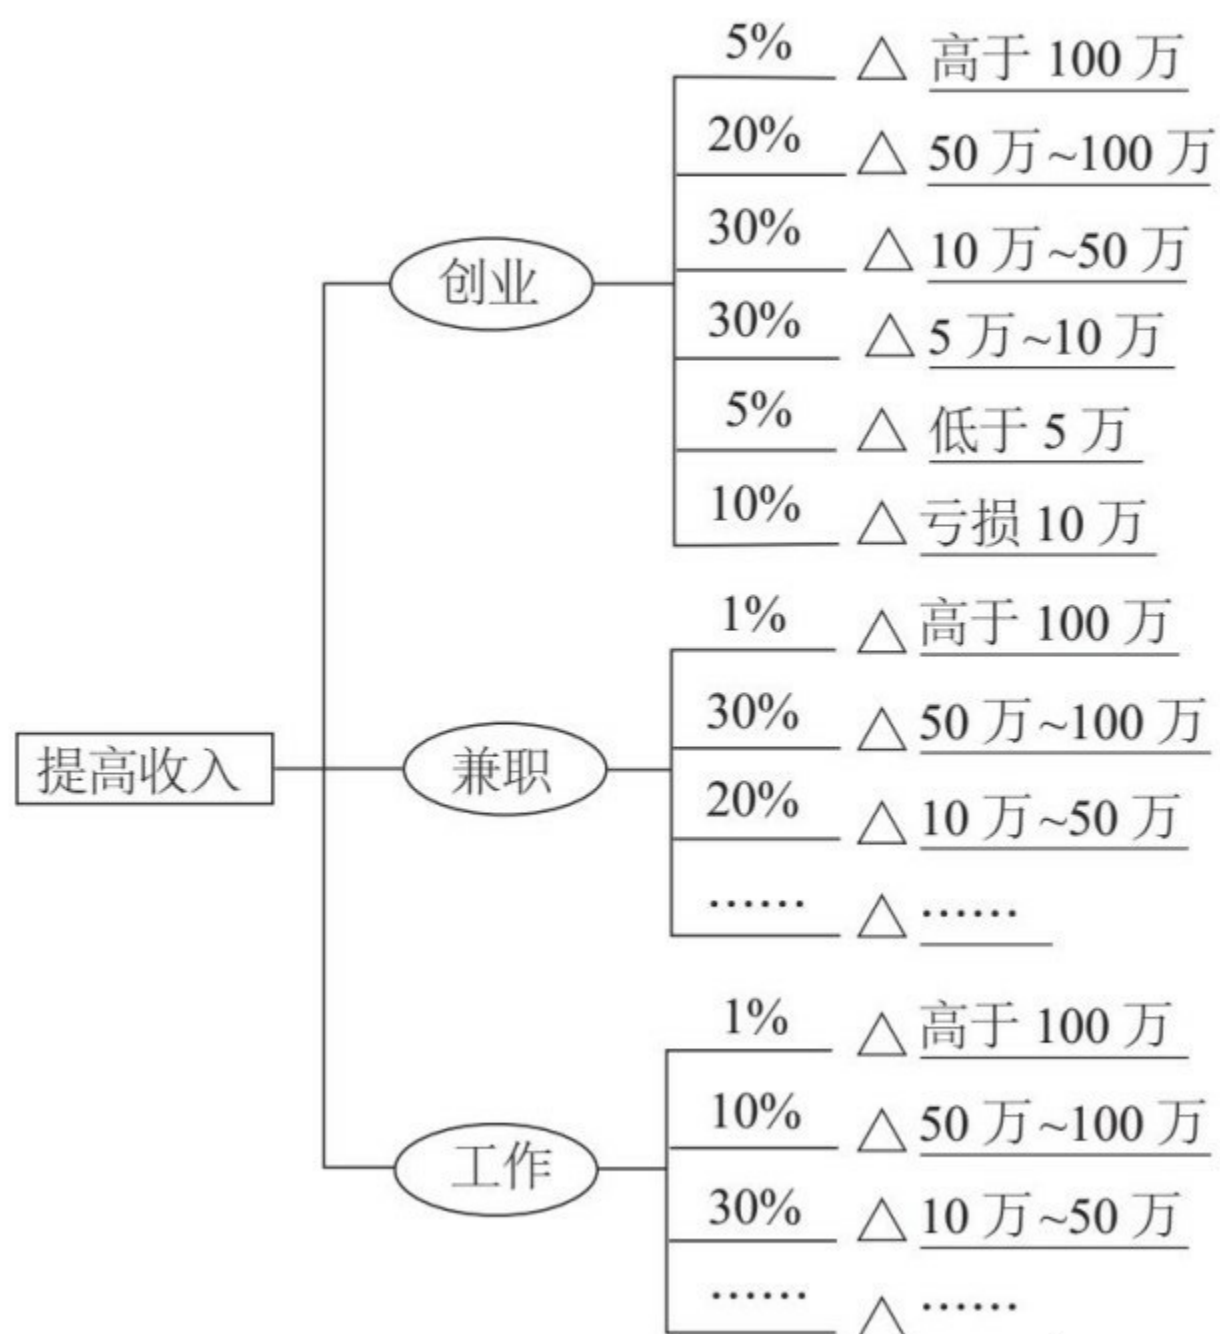 5% △ 高于 100 万
20% △ 50 万~100 万
30% △ 10 万~50 万
创业
30% △ 5 万~10 万
5% △ 低于 5 万
10% △ 亏损 10 万
1% △ 高于 100 万
30% △ 50 万~100 万
提高收入
兼职
20% △ 10 万~50 万
…… △ ……
1% △ 高于 100 万
10% △ 50 万~100 万
工作
30% △ 10 万~50 万
…… △ ……